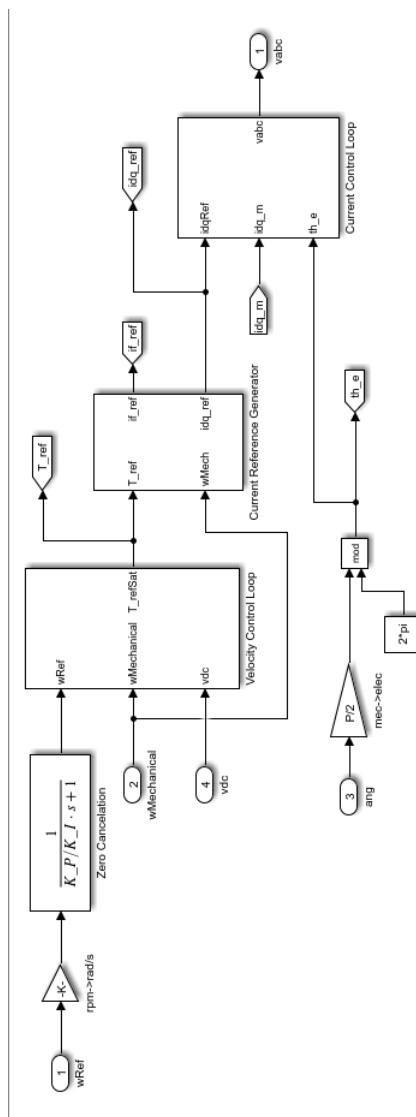 1
wRef
-K-
rpm->rad/s
1
K_P/K_I · s + 1
Zero Cancelation
2
wMechanical
4
vdc
wRef
wMechanical
T_refSat
vdc
Velocity Control Loop
T_ref
T_ref
if_ref
wMech
idq_ref
Current Reference Generator
if_ref
idq_ref
idq_m
idqRef
idq_m
th_e
vabc
Current Control Loop
1
vabc
3
ang
P/2
mec->elec
2*pi
mod
th_e